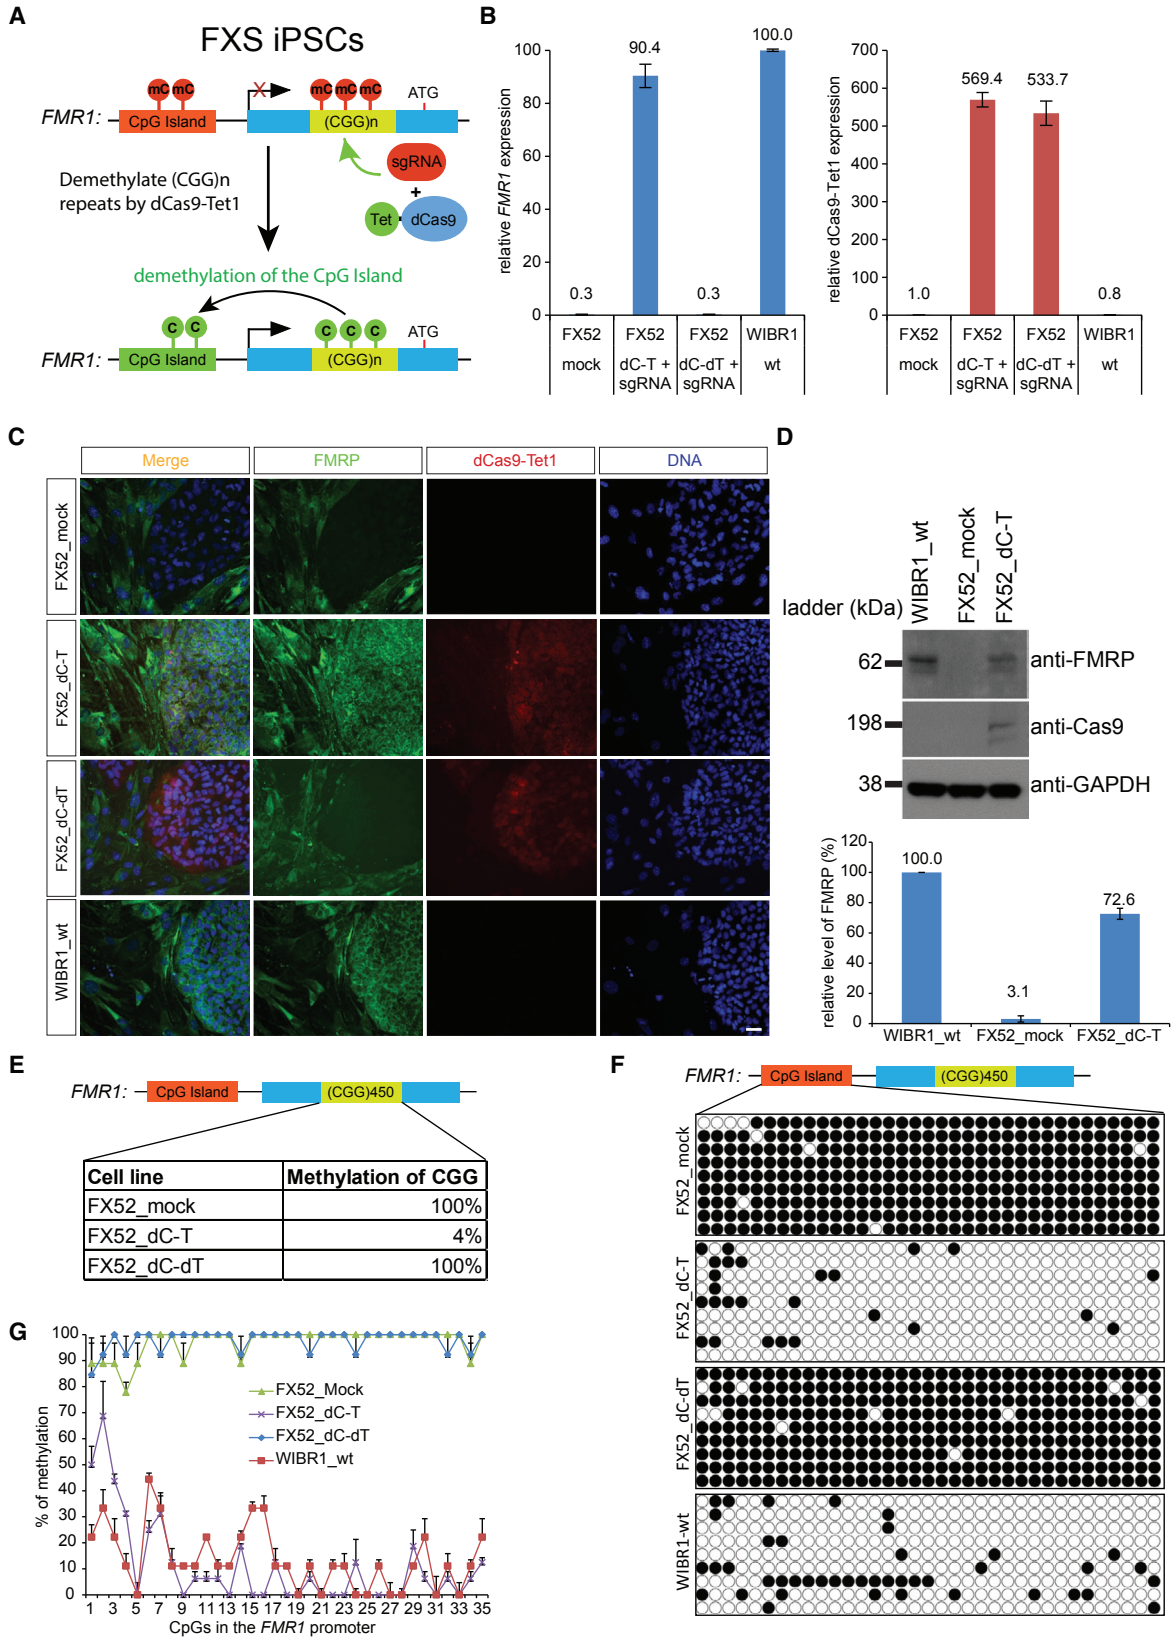 A
FXS iPSCs
mC mC
X
mC mC mC
ATG
FMR1:
CpG Island
(CGG)n
Demethylate (CGG)n
repeats by dCas9-Tet1
sgRNA
+
Tet
dCas9
demethylation of the CpG Island
C C
C C C
ATG
FMR1:
CpG Island
(CGG)n
B
relative FMR1 expression
100
80
60
40
20
0
0.3
90.4
0.3
100.0
FX52
FX52
FX52
WIBR1
mock
dC-T +
sgRNA
dC-dT +
sgRNA
wt
relative dCas9-Tet1 expression
700
600
500
400
300
200
100
0
1.0
569.4
533.7
0.8
FX52
FX52
FX52
WIBR1
mock
dC-T +
sgRNA
dC-dT +
sgRNA
wt
C
Merge
FMRP
dCas9-Tet1
DNA
FX52_mock
FX52_dC-T
FX52_dC-dT
WIBR1_wt
D
ladder (kDa)
WIBR1_wt
FX52_mock
FX52_dC-T
62
anti-FMRP
198
anti-Cas9
38
anti-GAPDH
relative level of FMRP (%)
120
100
80
60
40
20
0
100.0
3.1
72.6
WIBR1_wt
FX52_mock
FX52_dC-T
E
FMR1:
CpG Island
(CGG)450
Cell line
Methylation of CGG
FX52_mock
100%
FX52_dC-T
4%
FX52_dC-dT
100%
F
FMR1:
CpG Island
(CGG)450
FX52_mock
FX52_dC-T
FX52_dC-dT
WIBR1-wt
G
% of methylation
100
90
80
70
60
50
40
30
20
10
0
FX52_Mock
FX52_dC-T
FX52_dC-dT
WIBR1_wt
1 3 5 7 9 11 13 15 17 19 21 23 25 27 29 31 33 35
CpGs in the FMR1 promoter